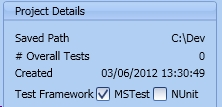 Project Details
Saved Path C:\Dev
# Overall Tests 0
Created 03/06/2012 13:30:49
Test Framework MSTest NUnit